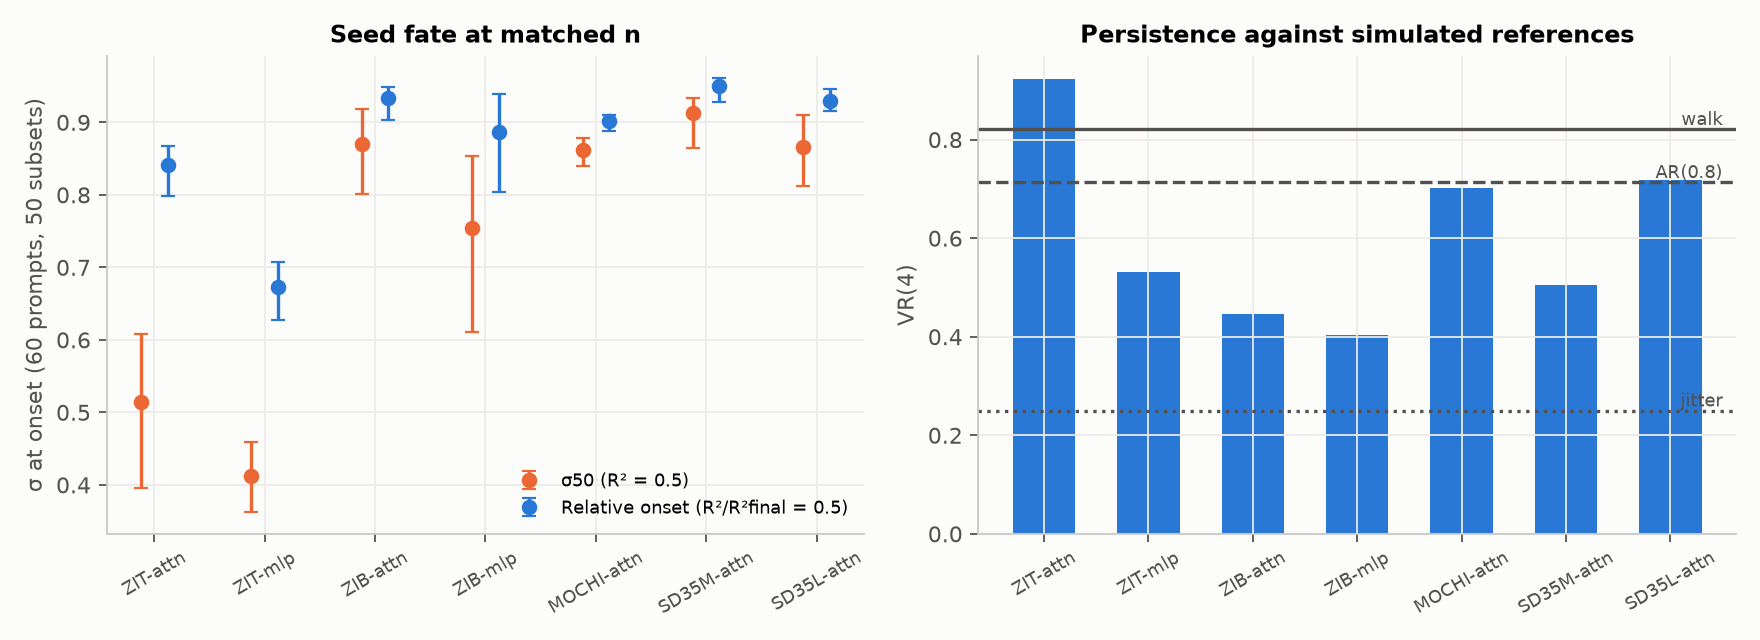 Seed fate at matched n
σ at onset (60 prompts, 50 subsets)
0.9
0.8
0.7
0.6
0.5
0.4
σ50 (R² = 0.5)
Relative onset (R²/R²final = 0.5)
ZIT-attn
ZIT-mlp
ZIB-attn
ZIB-mlp
MOCHI-attn
SD35M-attn
SD35L-attn
Persistence against simulated references
VR(4)
0.8
0.6
0.4
0.2
0.0
walk
AR(0.8)
jitter
ZIT-attn
ZIT-mlp
ZIB-attn
ZIB-mlp
MOCHI-attn
SD35M-attn
SD35L-attn